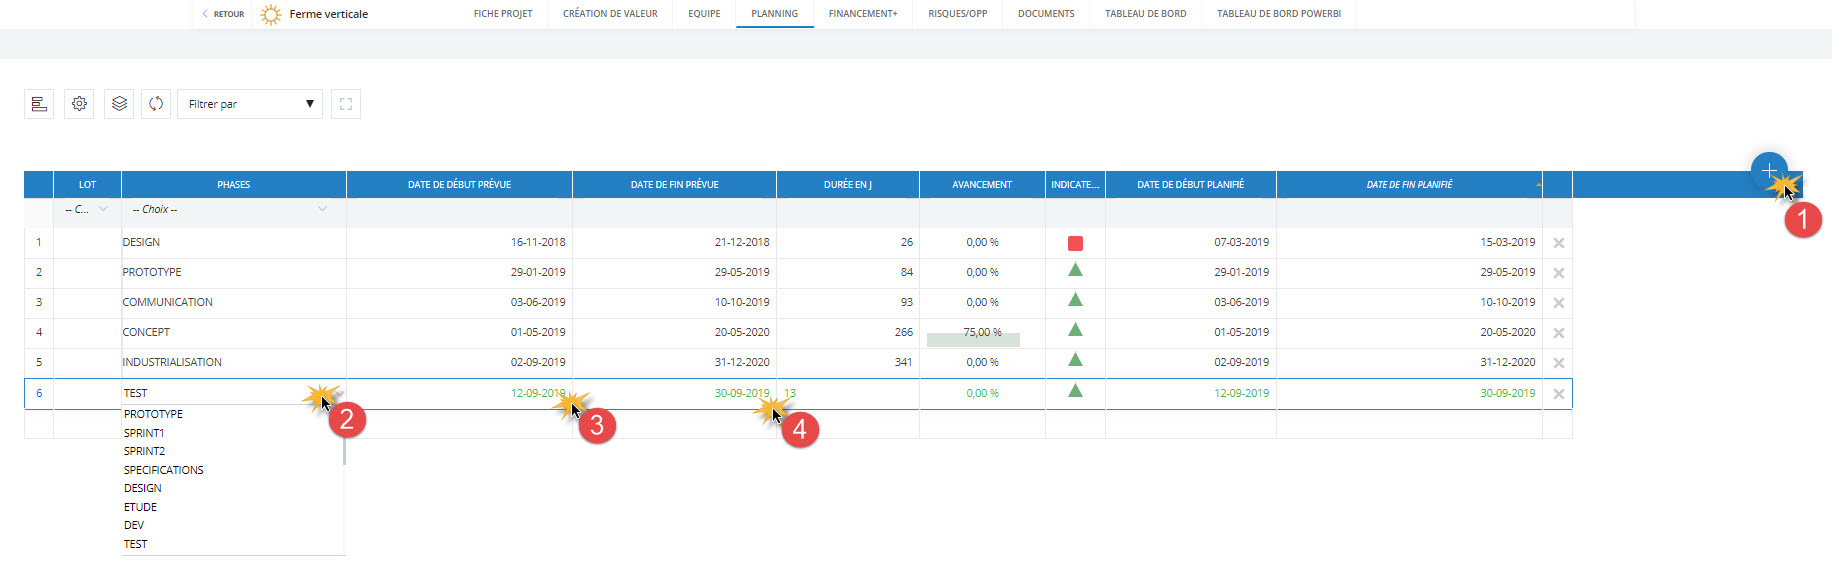 RETOUR Ferme verticale FICHE PROJET CRÉATION DE VALEUR EQUIPE PLANNING FINANCEMENT+ RISQUES/OPP DOCUMENTS TABLEAU DE BORD TABLEAU DE BORD POWERBI
Filtrer par
LOT PHASES DATE DE DÉBUT PRÉVUE DATE DE FIN PRÉVUE DURÉE EN J AVANCEMENT INDICATE... DATE DE DÉBUT PLANIFIÉ DATE DE FIN PLANIFIÉ
1
-- C... -- Choix --
1 DESIGN 16-11-2018 21-12-2018 26 0,00 % 07-03-2019 15-03-2019
2 PROTOTYPE 29-01-2019 29-05-2019 84 0,00 % 29-01-2019 29-05-2019
3 COMMUNICATION 03-06-2019 10-10-2019 93 0,00 % 03-06-2019 10-10-2019
4 CONCEPT 01-05-2019 20-05-2020 266 75,00 % 01-05-2019 20-05-2020
5 INDUSTRIALISATION 02-09-2019 31-12-2020 341 0,00 % 02-09-2019 31-12-2020
6 TEST 12-09-2019 30-09-2019 13 0,00 % 12-09-2019 30-09-2019
2 3 4
PROTOTYPE
SPRINT1
SPRINT2
SPECIFICATIONS
DESIGN
ETUDE
DEV
TEST